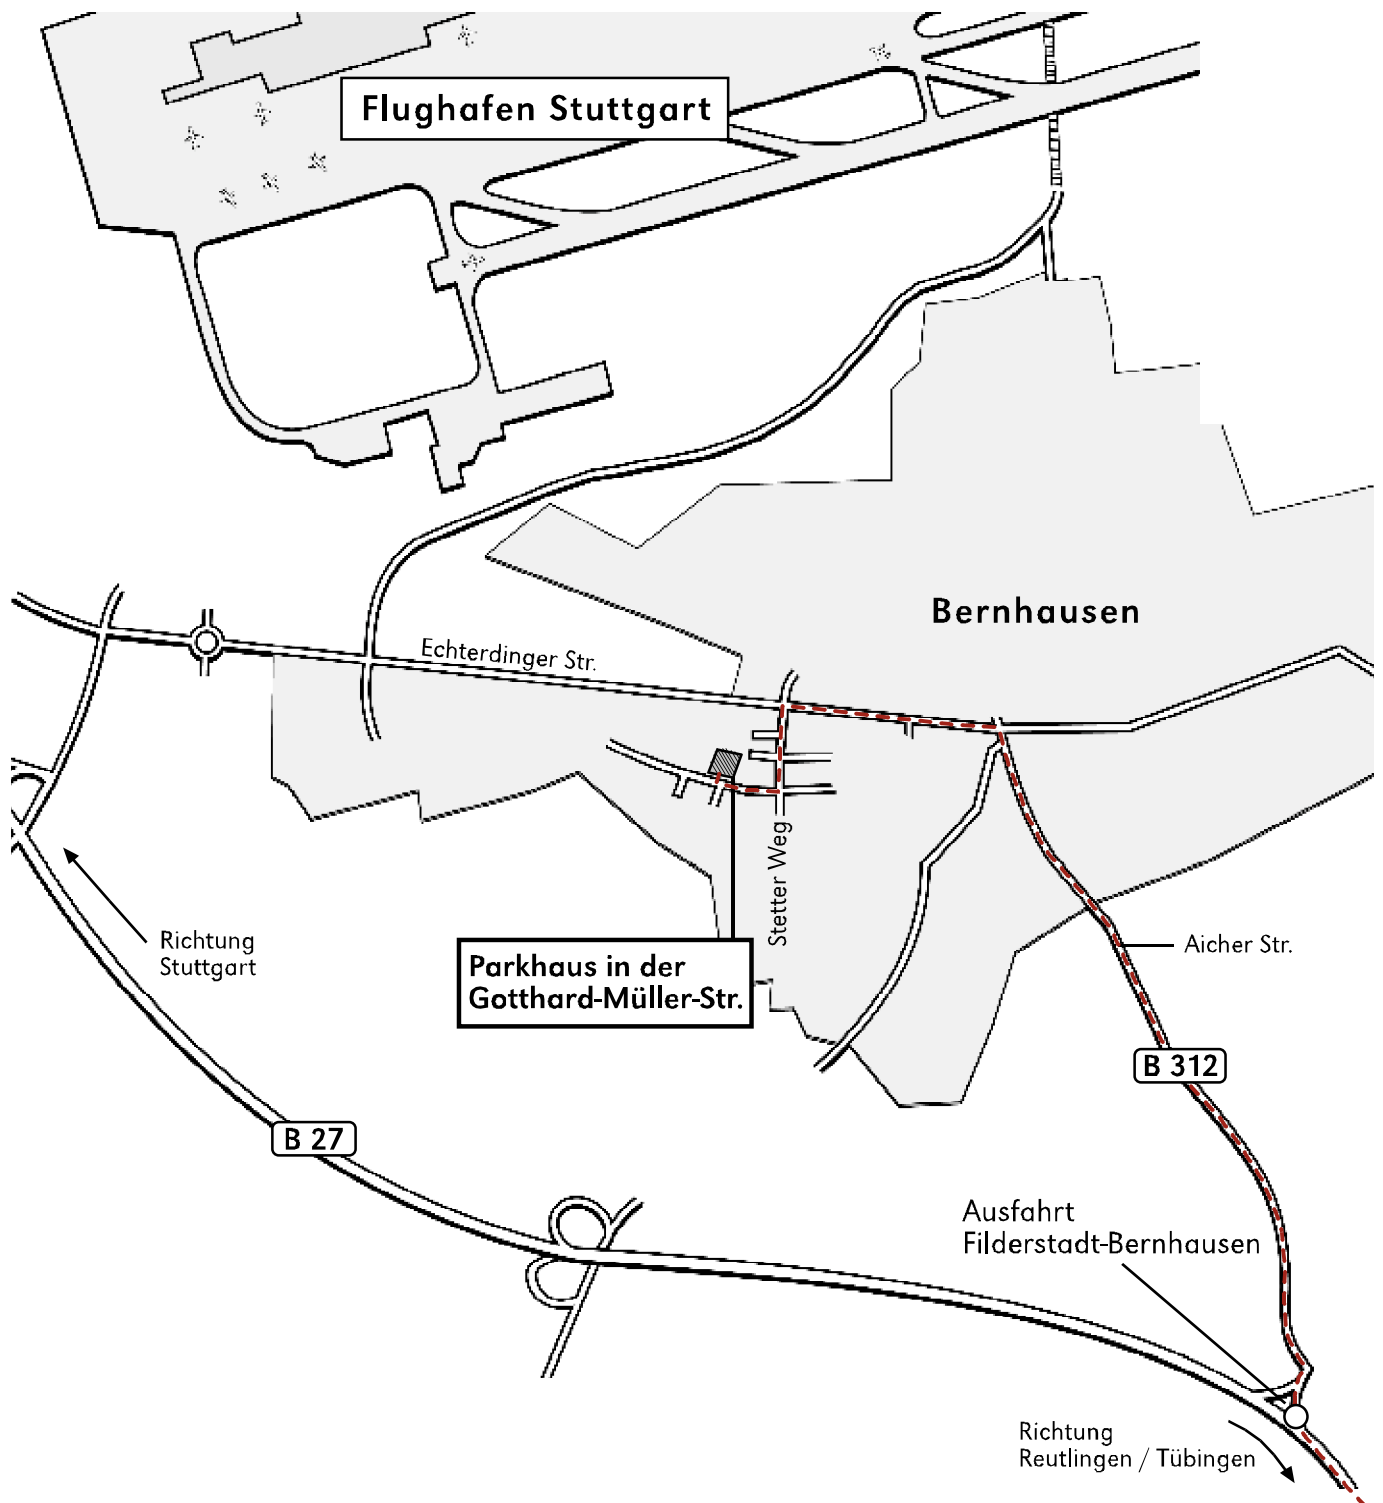 Flughafen Stuttgart
Bernhausen
Echterdinger Str.
Stetter Weg
Richtung
Stuttgart
Aicher Str.
Parkhaus in der
Gotthard-Müller-Str.
B 312
B 27
Ausfahrt
Filderstadt-Bernhausen
Richtung
Reutlingen / Tübingen